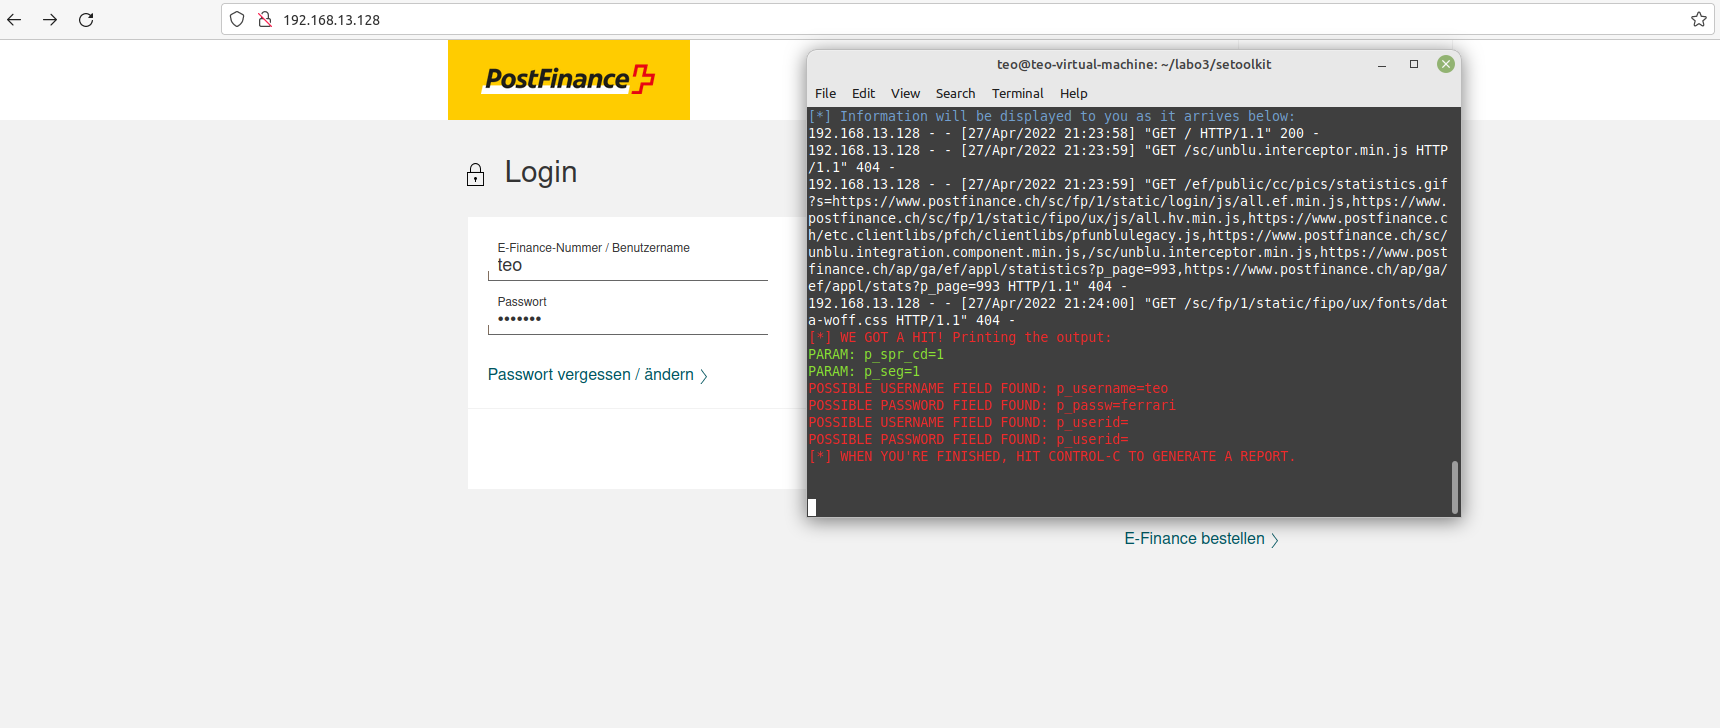 192.168.13.128
PostFinance
Login
E-Finance-Nummer / Benutzername
teo
Passwort
•••••••
Passwort vergessen / ändern
E-Finance bestellen
teo@teo-virtual-machine: ~/labo3/setoolkit
File Edit View Search Terminal Help
[*] Information will be displayed to you as it arrives below:
192.168.13.128 - - [27/Apr/2022 21:23:58] "GET / HTTP/1.1" 200 -
192.168.13.128 - - [27/Apr/2022 21:23:59] "GET /sc/unblu.interceptor.min.js HTTP
/1.1" 404 -
192.168.13.128 - - [27/Apr/2022 21:23:59] "GET /ef/public/cc/pics/statistics.gif
?s=https://www.postfinance.ch/sc/fp/1/static/login/js/all.ef.min.js,https://www.
postfinance.ch/sc/fp/1/static/fipo/ux/js/all.hv.min.js,https://www.postfinance.c
h/etc.clientlibs/pfch/clientlibs/pfunblulegacy.js,https://www.postfinance.ch/sc/
unblu.integration.component.min.js,/sc/unblu.interceptor.min.js,https://www.post
finance.ch/ap/ga/ef/appl/statistics?p_page=993,https://www.postfinance.ch/ap/ga/
ef/appl/stats?p_page=993 HTTP/1.1" 404 -
192.168.13.128 - - [27/Apr/2022 21:24:00] "GET /sc/fp/1/static/fipo/ux/fonts/dat
a-woff.css HTTP/1.1" 404 -
[*] WE GOT A HIT! Printing the output:
PARAM: p_spr_cd=1
PARAM: p_seg=1
POSSIBLE USERNAME FIELD FOUND: p_username=teo
POSSIBLE PASSWORD FIELD FOUND: p_passw=ferrari
POSSIBLE USERNAME FIELD FOUND: p_userid=
POSSIBLE PASSWORD FIELD FOUND: p_userid=
[*] WHEN YOU'RE FINISHED, HIT CONTROL-C TO GENERATE A REPORT.